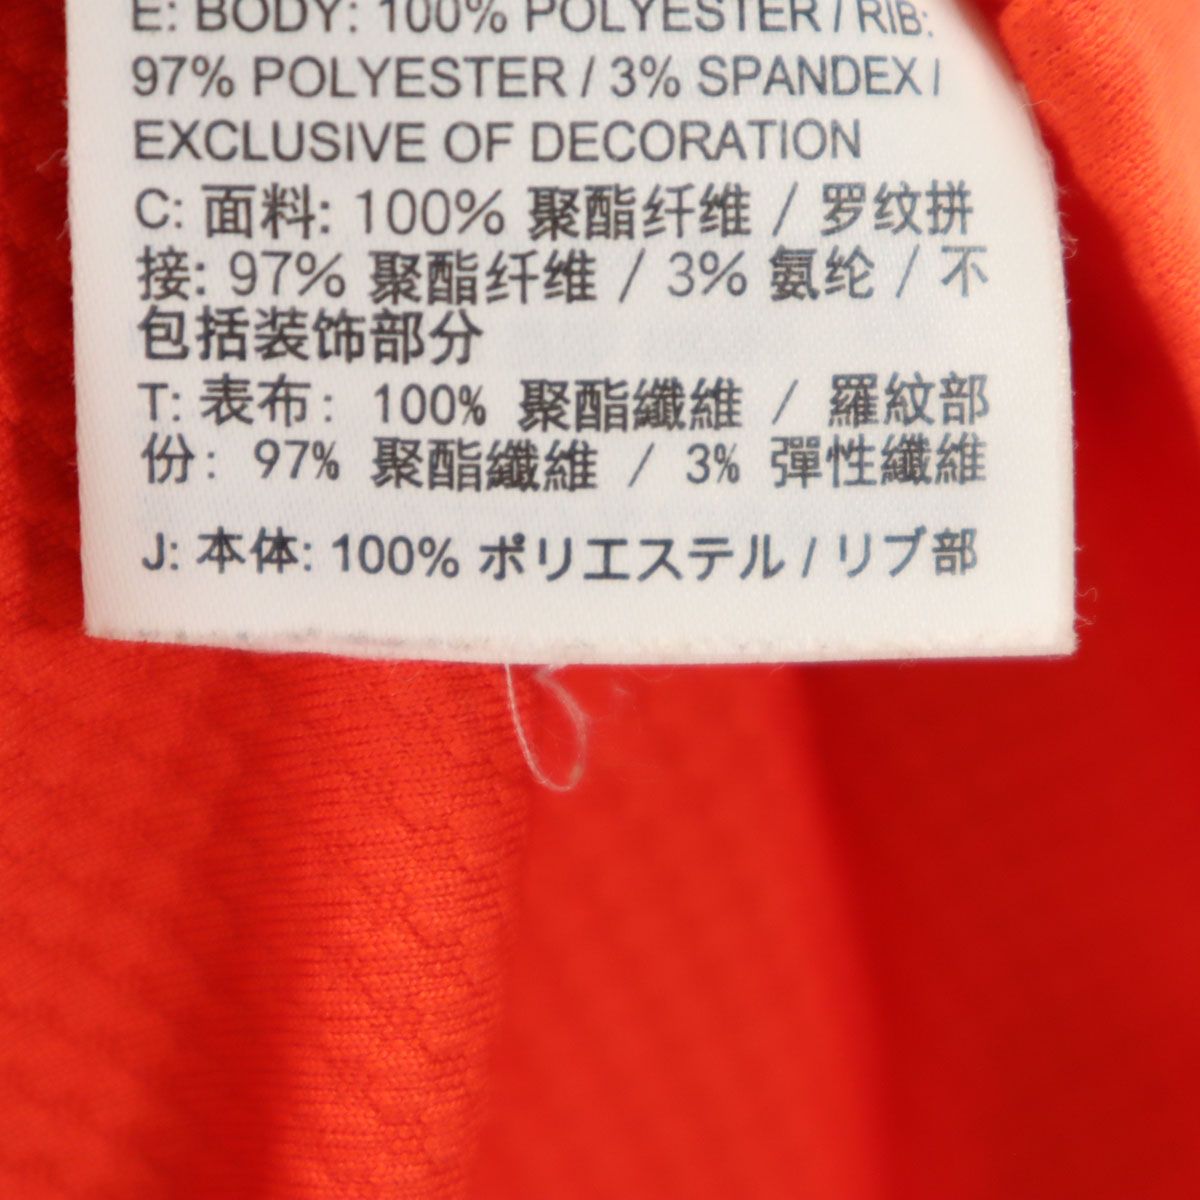 E: BODY: 100% POLYESTER / RIB:
97% POLYESTER / 3% SPANDEX /
EXCLUSIVE OF DECORATION
C: 面料: 100% 聚酯纤维 / 罗纹拼
接: 97% 聚酯纤维 / 3% 氨纶 / 不
包括装饰部分
T: 表布: 100% 聚酯纖維 / 羅紋部
份: 97% 聚酯纖維 / 3% 彈性纖維
J: 本体: 100% ポリエステル / リブ部